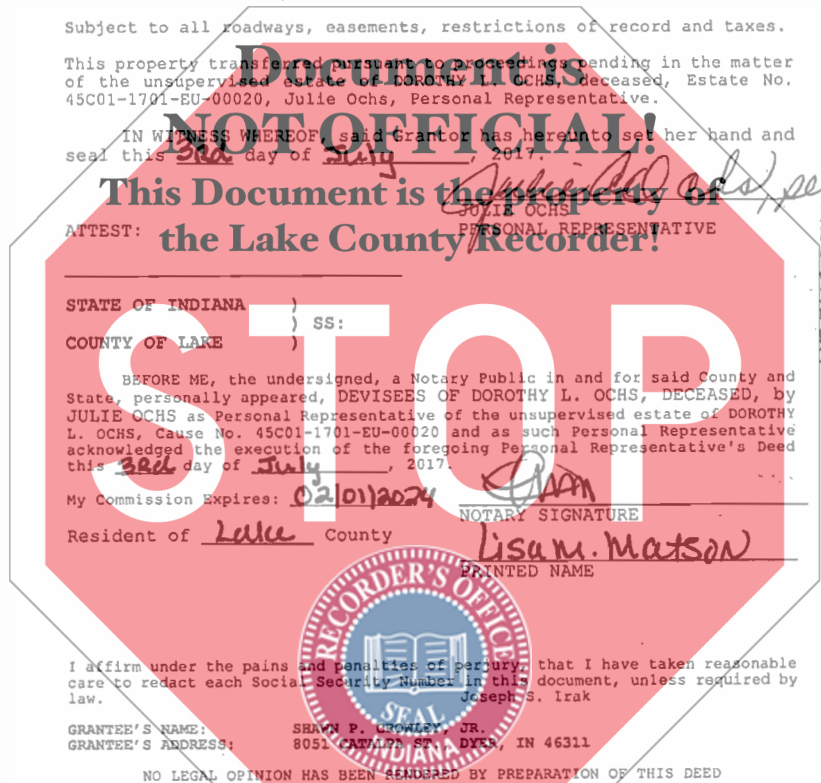 Subject to all roadways, easements, restrictions of record and taxes.
This property transferred pursuant to proceedings pending in the matter
of the unsupervised estate of DOROTHY L. OCHS, deceased, Estate No.
45C01-1701-EU-00020, Julie Ochs, Personal Representative.
Document is
NOT OFFICIAL!
This Document is the property of
the Lake County Recorder!
IN WITNESS WHEREOF, said Grantor has hereunto set her hand and
seal this 3rd day of July, 2017.
JULIE OCHS
ATTEST: PERSONAL REPRESENTATIVE
STATE OF INDIANA )
) SS:
COUNTY OF LAKE )
STOP
BEFORE ME, the undersigned, a Notary Public in and for said County and
State, personally appeared, DEVISEES OF DOROTHY L. OCHS, DECEASED, by
JULIE OCHS as Personal Representative of the unsupervised estate of DOROTHY
L. OCHS, Cause No. 45C01-1701-EU-00020 and as such Personal Representative
acknowledged the execution of the foregoing Personal Representative's Deed
this 3rd day of July, 2017.
My Commission Expires: 02/01/2024
NOTARY SIGNATURE
Resident of Lake County
Lisa M. Matson
PRINTED NAME
RECORDER'S OFFICE
SEAL
INDIANA
I affirm under the pains and penalties of perjury, that I have taken reasonable
care to redact each Social Security Number in this document, unless required by
law. Joseph S. Irak
GRANTEE'S NAME: SHAWN P. CROWLEY, JR.
GRANTEE'S ADDRESS: 8051 CATALPA ST., DYER, IN 46311
NO LEGAL OPINION HAS BEEN RENDERED BY PREPARATION OF THIS DEED